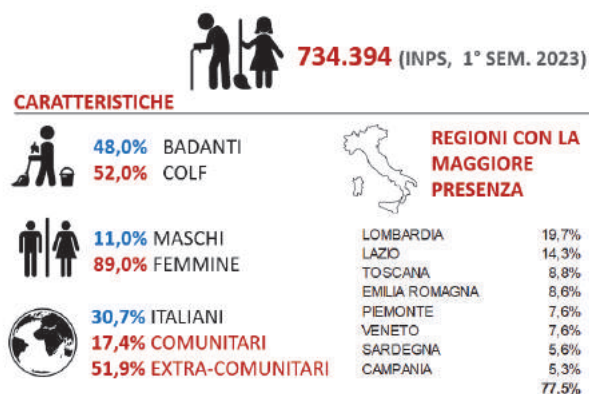 734.394 (INPS, 1° SEM. 2023)
CARATTERISTICHE
48,0% BADANTI
52,0% COLF
11,0% MASCHI
89,0% FEMMINE
30,7% ITALIANI
17,4% COMUNITARI
51,9% EXTRA-COMUNITARI
REGIONI CON LA
MAGGIORE
PRESENZA
LOMBARDIA 19,7%
LAZIO 14,3%
TOSCANA 8,8%
EMILIA ROMAGNA 8,6%
PIEMONTE 7,6%
VENETO 7,6%
SARDEGNA 5,6%
CAMPANIA 5,3%
77,5%